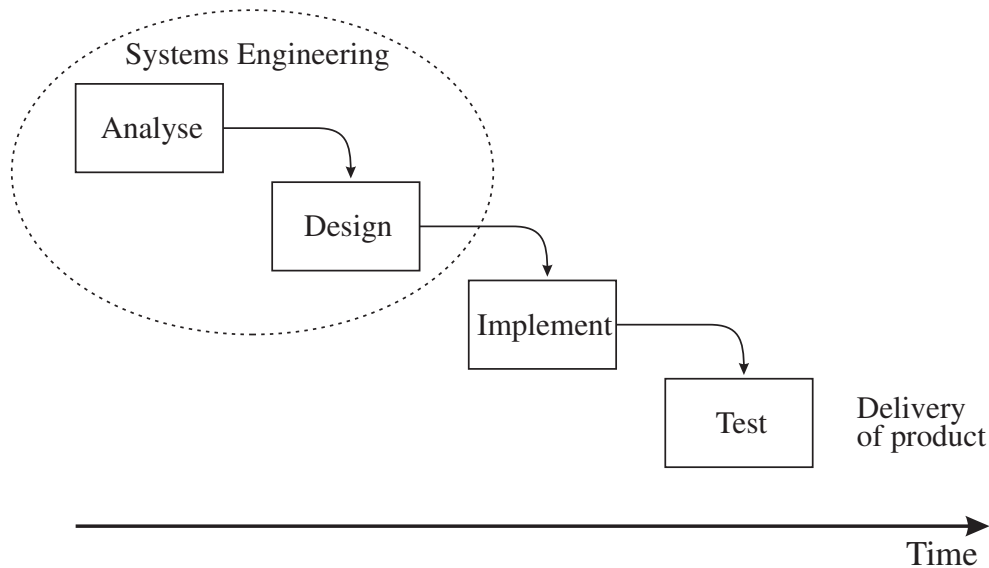 Systems Engineering
Analyse
Design
Implement
Test
Delivery
of product
Time